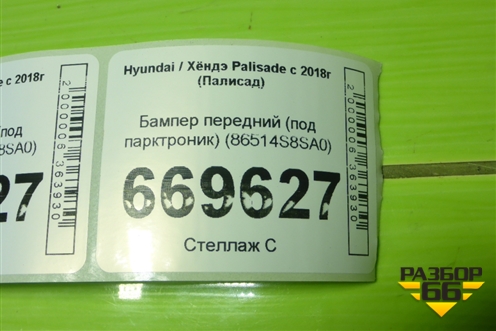 e с 2018г
(под
8SA0)
27
2000006363930
Hyundai / Хёндэ Palisade с 2018г
(Палисад)
Бампер передний (под
парктроник) (86514S8SA0)
669627
Стеллаж С
2000006363930
РАЗБОР
66